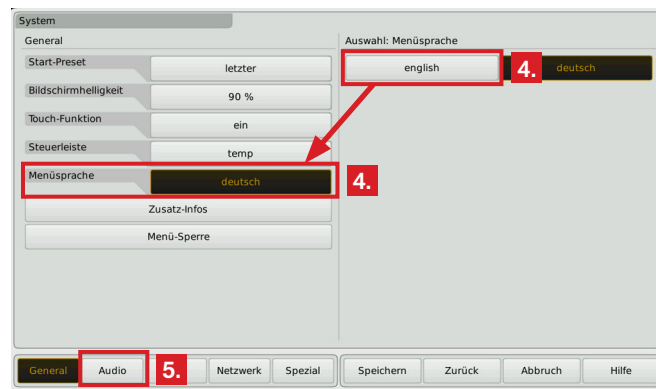 System
General
Start-Preset letzter
Bildschirmhelligkeit 90 %
Touch-Funktion ein
Steuerleiste temp
Menüsprache deutsch
4.
Zusatz-Infos
Menü-Sperre
Auswahl: Menüsprache
english 4. deutsch
General Audio 5. Netzwerk Spezial Speichern Zurück Abbruch Hilfe